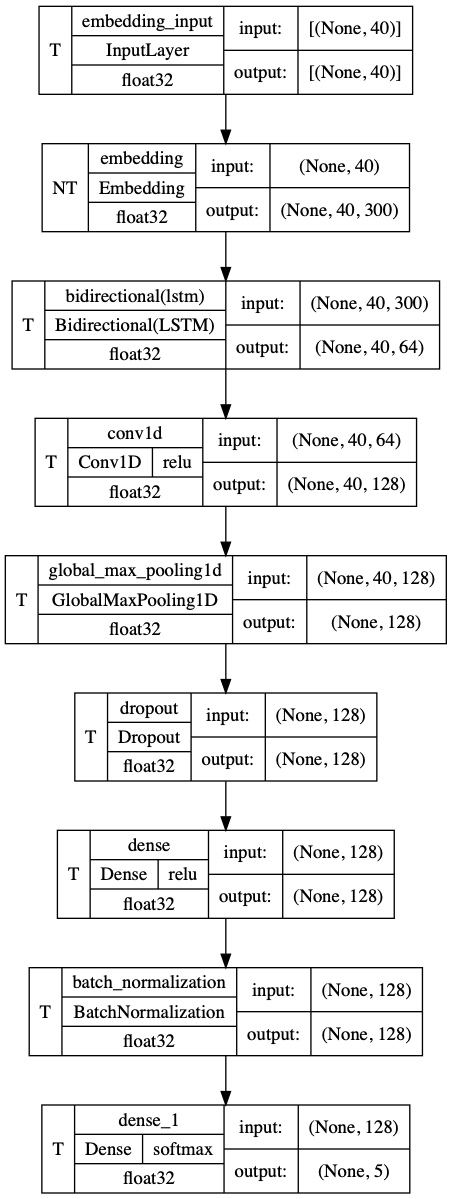 T embedding_input input: [(None, 40)]
InputLayer
float32 output: [(None, 40)]
NT embedding input: (None, 40)
Embedding
float32 output: (None, 40, 300)
T bidirectional(lstm) input: (None, 40, 300)
Bidirectional(LSTM)
float32 output: (None, 40, 64)
T conv1d input: (None, 40, 64)
Conv1D relu
float32 output: (None, 40, 128)
T global_max_pooling1d input: (None, 40, 128)
GlobalMaxPooling1D
float32 output: (None, 128)
T dropout input: (None, 128)
Dropout
float32 output: (None, 128)
T dense input: (None, 128)
Dense relu
float32 output: (None, 128)
T batch_normalization input: (None, 128)
BatchNormalization
float32 output: (None, 128)
T dense_1 input: (None, 128)
Dense softmax
float32 output: (None, 5)